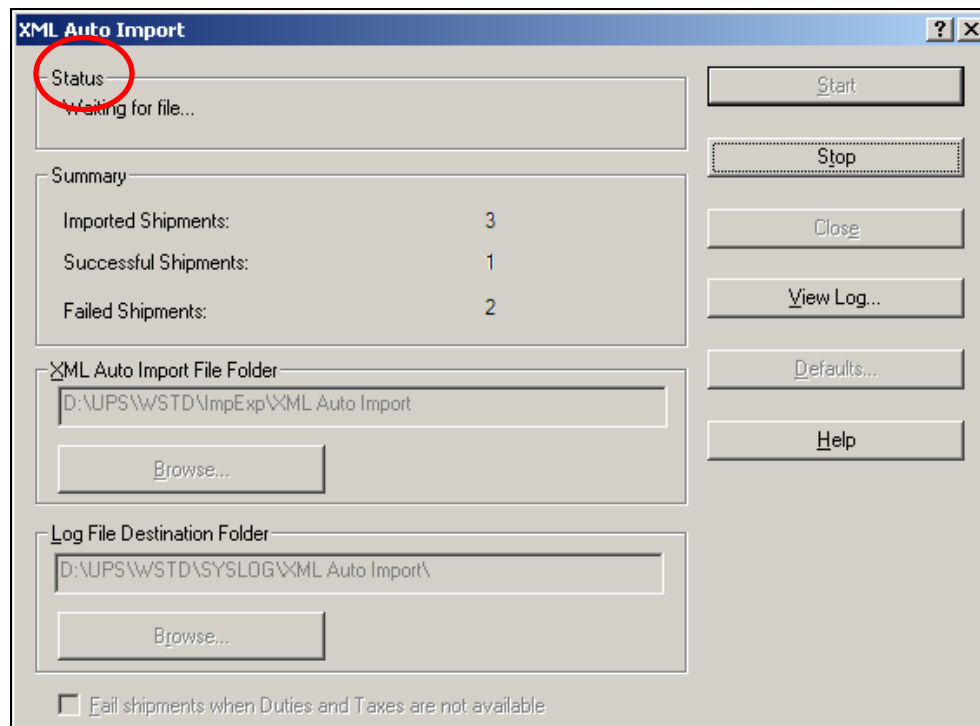 XML Auto Import
Status
Waiting for file...
Start
Stop
Summary
Imported Shipments: 3
Successful Shipments: 1
Failed Shipments: 2
Close
View Log...
XML Auto Import File Folder
D:\UPS\WSTD\ImpExp\XML Auto Import
Browse...
Defaults...
Help
Log File Destination Folder
D:\UPS\WSTD\SYSLOG\XML Auto Import\
Browse...
Fail shipments when Duties and Taxes are not available